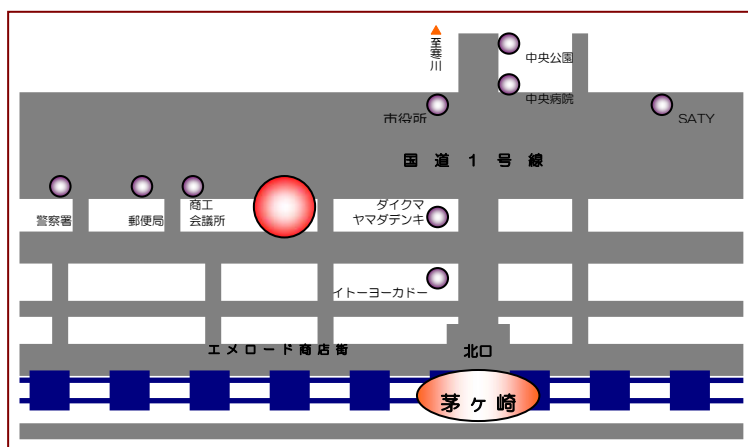 至寒川
中央公園
中央病院
市役所
SATY
国道1号線
警察署
郵便局
商工
会議所
ダイクマ
ヤマダデンキ
イトーヨーカドー
エメロード商店街
北口
茅ヶ崎